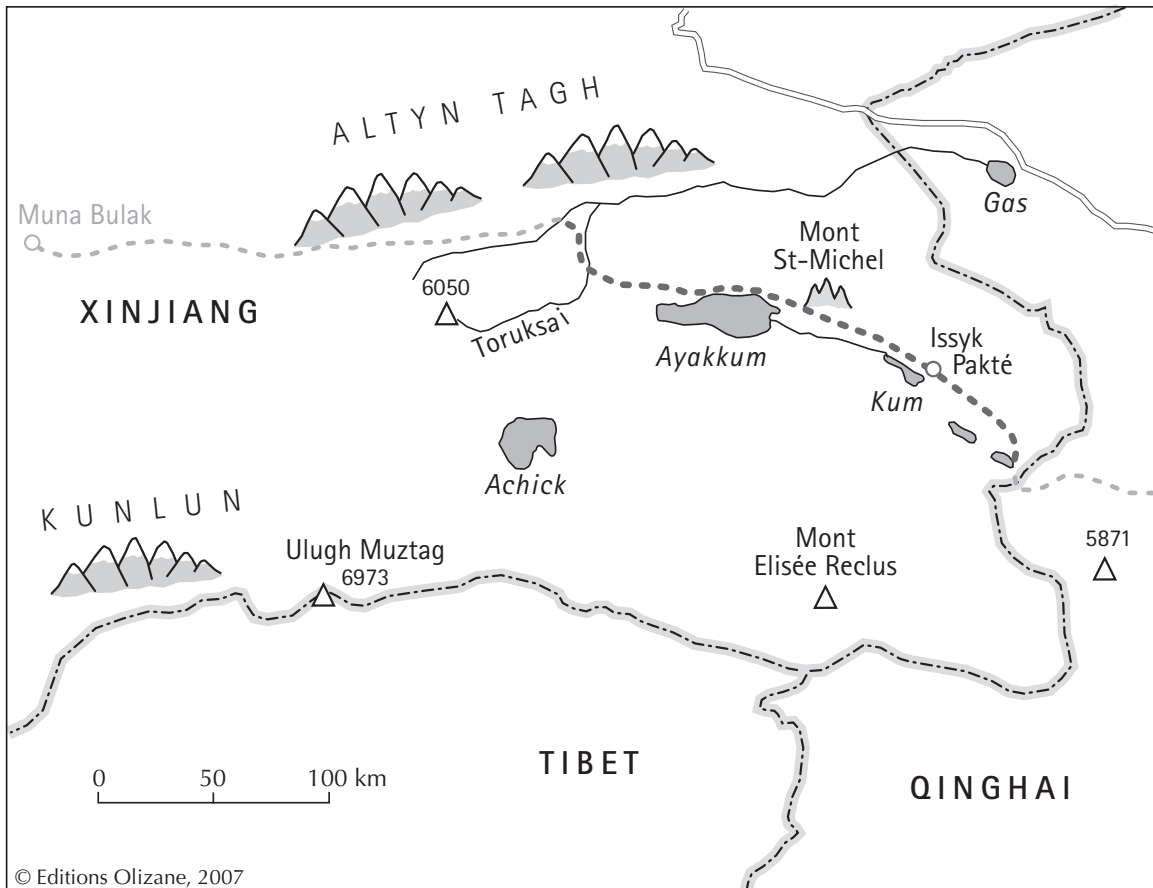 ALTYN TAGH
Gas
Muna Bulak
Mont
St-Michel
6050
XINJIANG
Toruksai
Ayakkum
Issyk
Pakté
Kum
Achick
KUNLUN
Ulugh Muztag
6973
Mont
Elisée Reclus
5871
TIBET
0 50 100 km
QINGHAI
© Editions Olizane, 2007